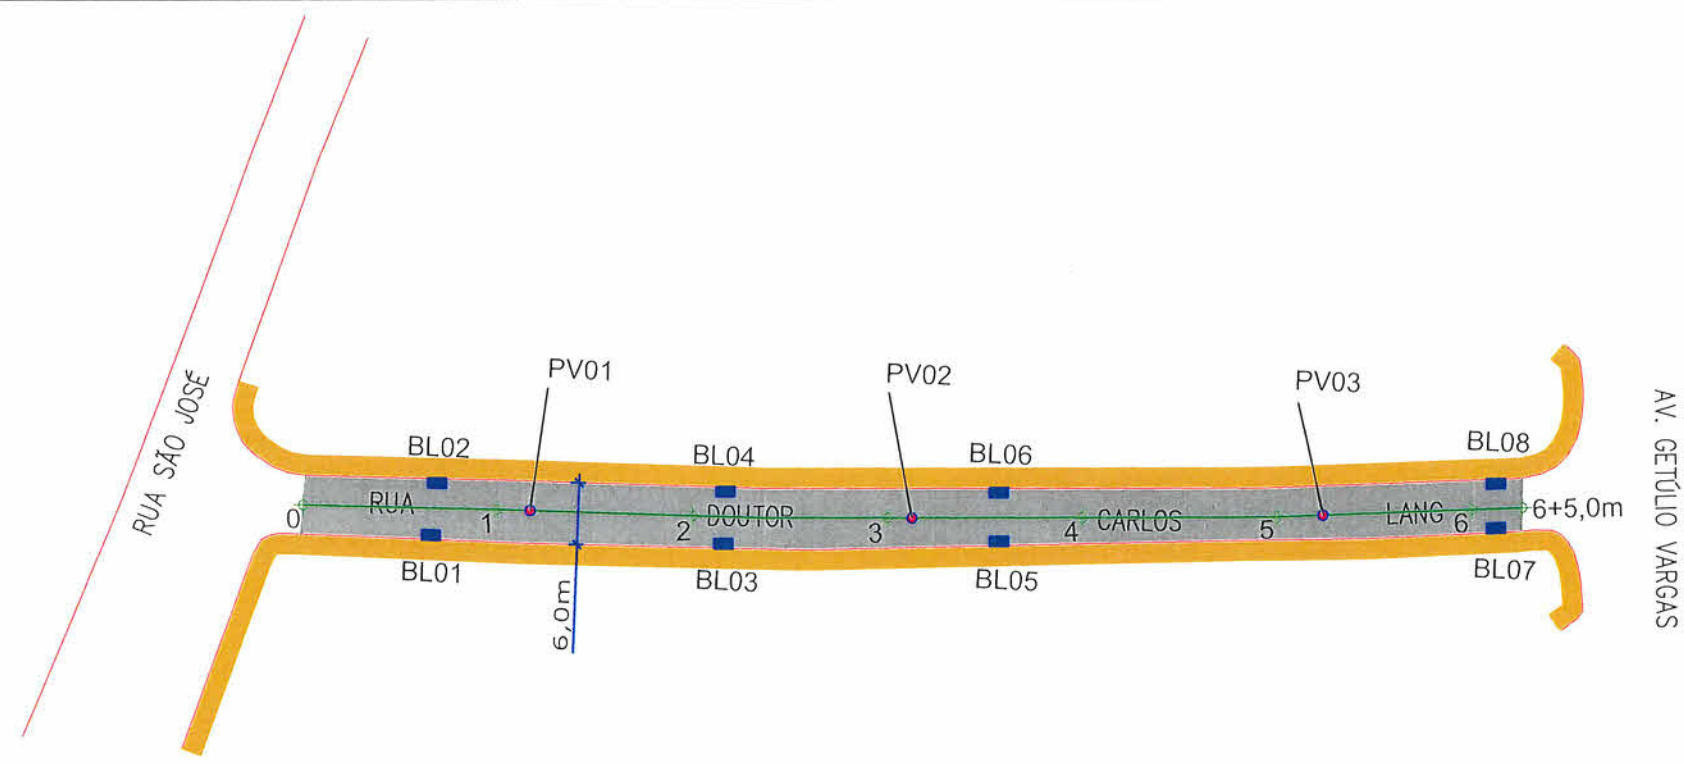 RUA SÃO JOSÉ
PV01
PV02
PV03
BL02
BL04
BL06
BL08
RUA DOUTOR CARLOS LANG
0
1
2
3
4
5
6
6+5,0m
BL01
BL03
BL05
BL07
6,0m
AV. GETÚLIO VARGAS